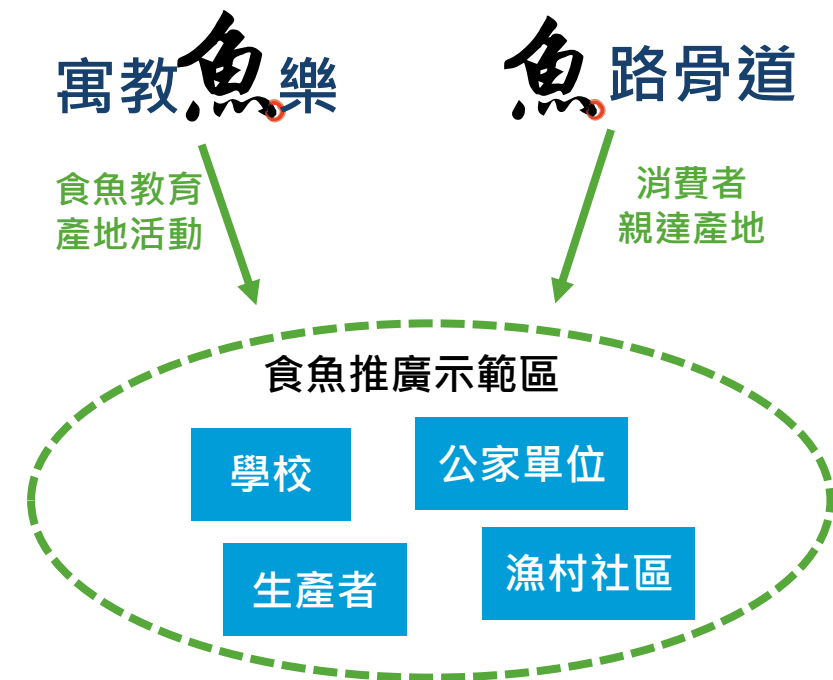 寓教魚樂
魚路骨道
食魚教育
產地活動
消費者
親達產地
食魚推廣示範區
學校
公家單位
生產者
漁村社區